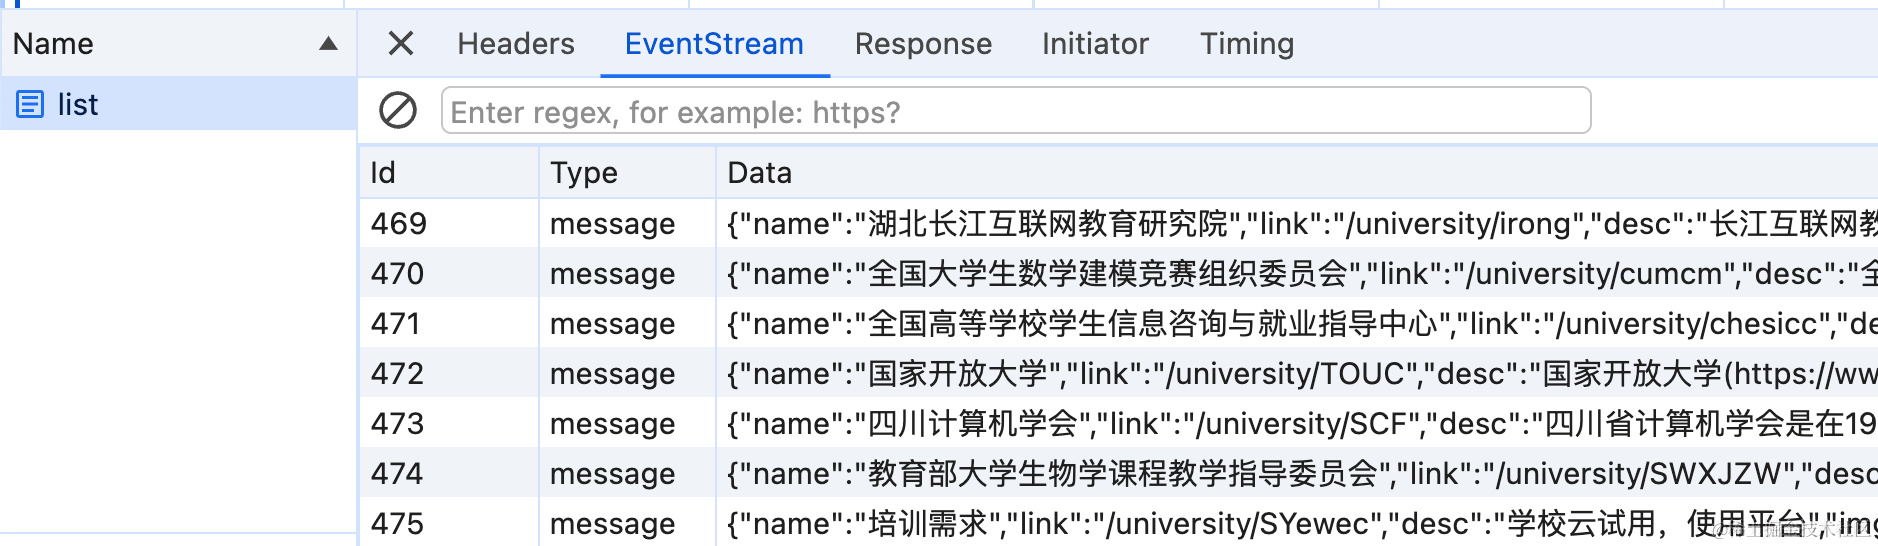 Name ▲ Headers EventStream Response Initiator Timing
list Enter regex, for example: https?
Id Type Data
469 message {"name":"湖北长江互联网教育研究院","link":"/university/irong","desc":"长江互联网教
470 message {"name":"全国大学生数学建模竞赛组织委员会","link":"/university/cumcm","desc":"全
471 message {"name":"全国高等学校学生信息咨询与就业指导中心","link":"/university/chesicc","de
472 message {"name":"国家开放大学","link":"/university/TOUC","desc":"国家开放大学(https://ww
473 message {"name":"四川计算机学会","link":"/university/SCF","desc":"四川省计算机学会是在19
474 message {"name":"教育部大学生物学课程教学指导委员会","link":"/university/SWXJZW","desc
475 message {"name":"培训需求","link":"/university/SYewec","desc":"学校云试用，使用平台","img
@稀土掘金技术社区